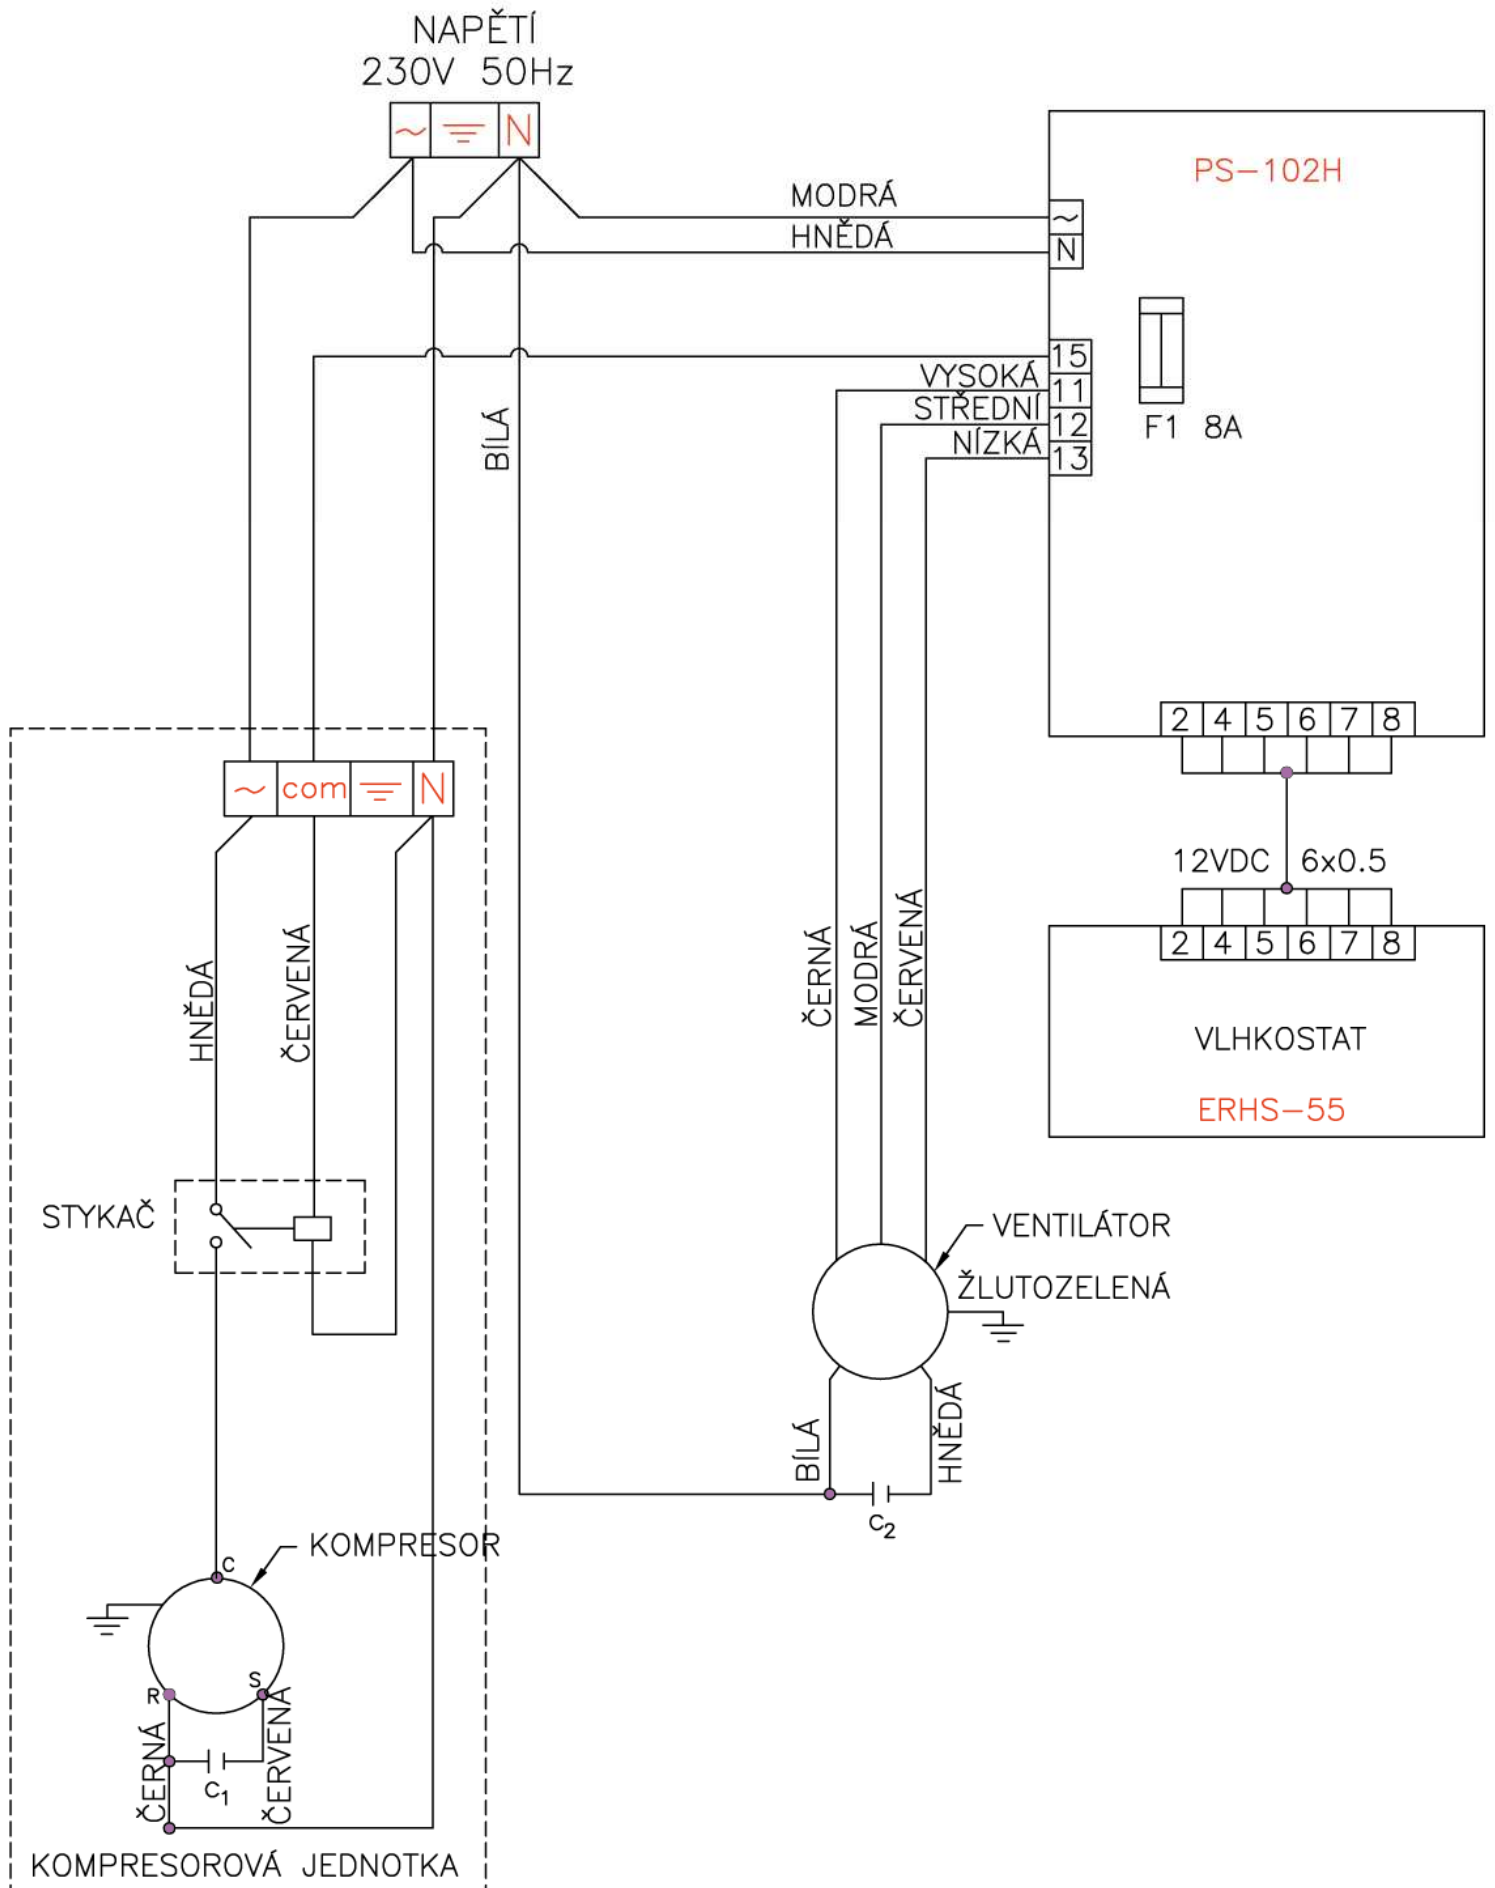 NAPĚTÍ
230V 50Hz
~ N
PS-102H
MODRÁ
~
HNĚDÁ
N
15
VYSOKÁ
11
STŘEDNÍ
12
NÍZKÁ
13
F1 8A
BÍLÁ
2 4 5 6 7 8
~ com N
12VDC 6x0.5
2 4 5 6 7 8
HNĚDÁ
ČERVENÁ
ČERNÁ
MODRÁ
ČERVENÁ
VLHKOSTAT
ERHS-55
STYKAČ
VENTILÁTOR
ŽLUTOZELENÁ
BÍLÁ
HNĚDÁ
C2
KOMPRESOR
C
R
S
ČERNÁ
ČERVENÁ
C1
KOMPRESOROVÁ JEDNOTKA